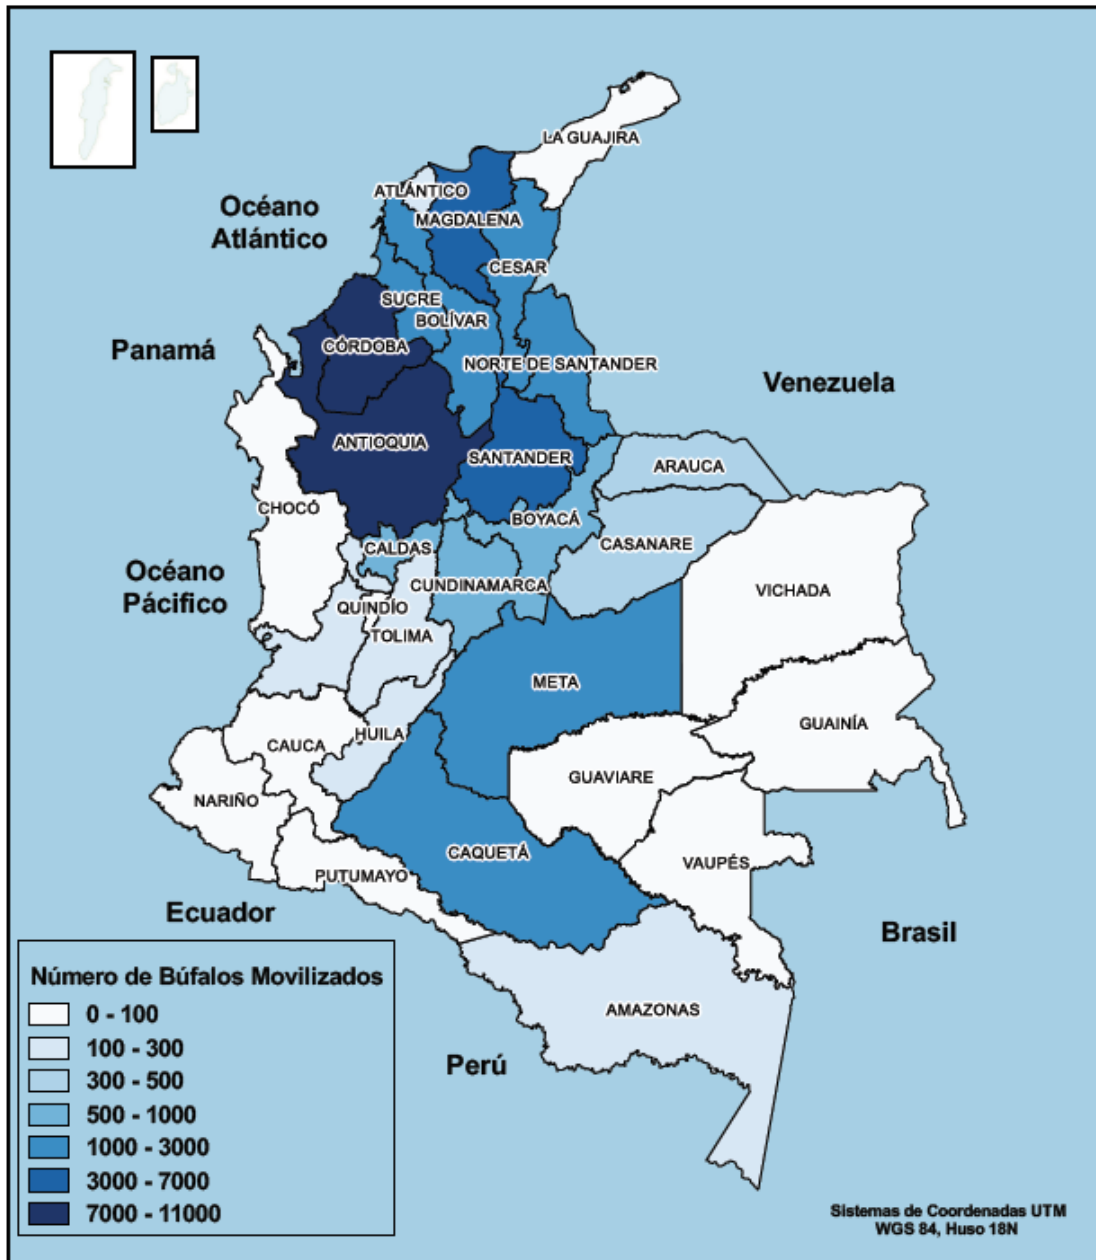 LA GUAJIRA
ATLÁNTICO
Océano
Atlántico
MAGDALENA
CESAR
SUCRE
BOLÍVAR
Panamá
CÓRDOBA
NORTE DE SANTANDER
Venezuela
ANTIOQUIA
SANTANDER
ARAUCA
CHOCÓ
BOYACÁ
CASANARE
CALDAS
Océano
Pácifico
CUNDINAMARCA
VICHADA
QUINDÍO
TOLIMA
META
GUAINÍA
HUILA
CAUCA
GUAVIARE
NARIÑO
CAQUETÁ
VAUPÉS
PUTUMAYO
Ecuador
Brasil
Número de Búfalos Movilizados
0 - 100
100 - 300
300 - 500
500 - 1000
1000 - 3000
3000 - 7000
7000 - 11000
AMAZONAS
Perú
Sistemas de Coordenadas UTM
WGS 84, Huso 18N